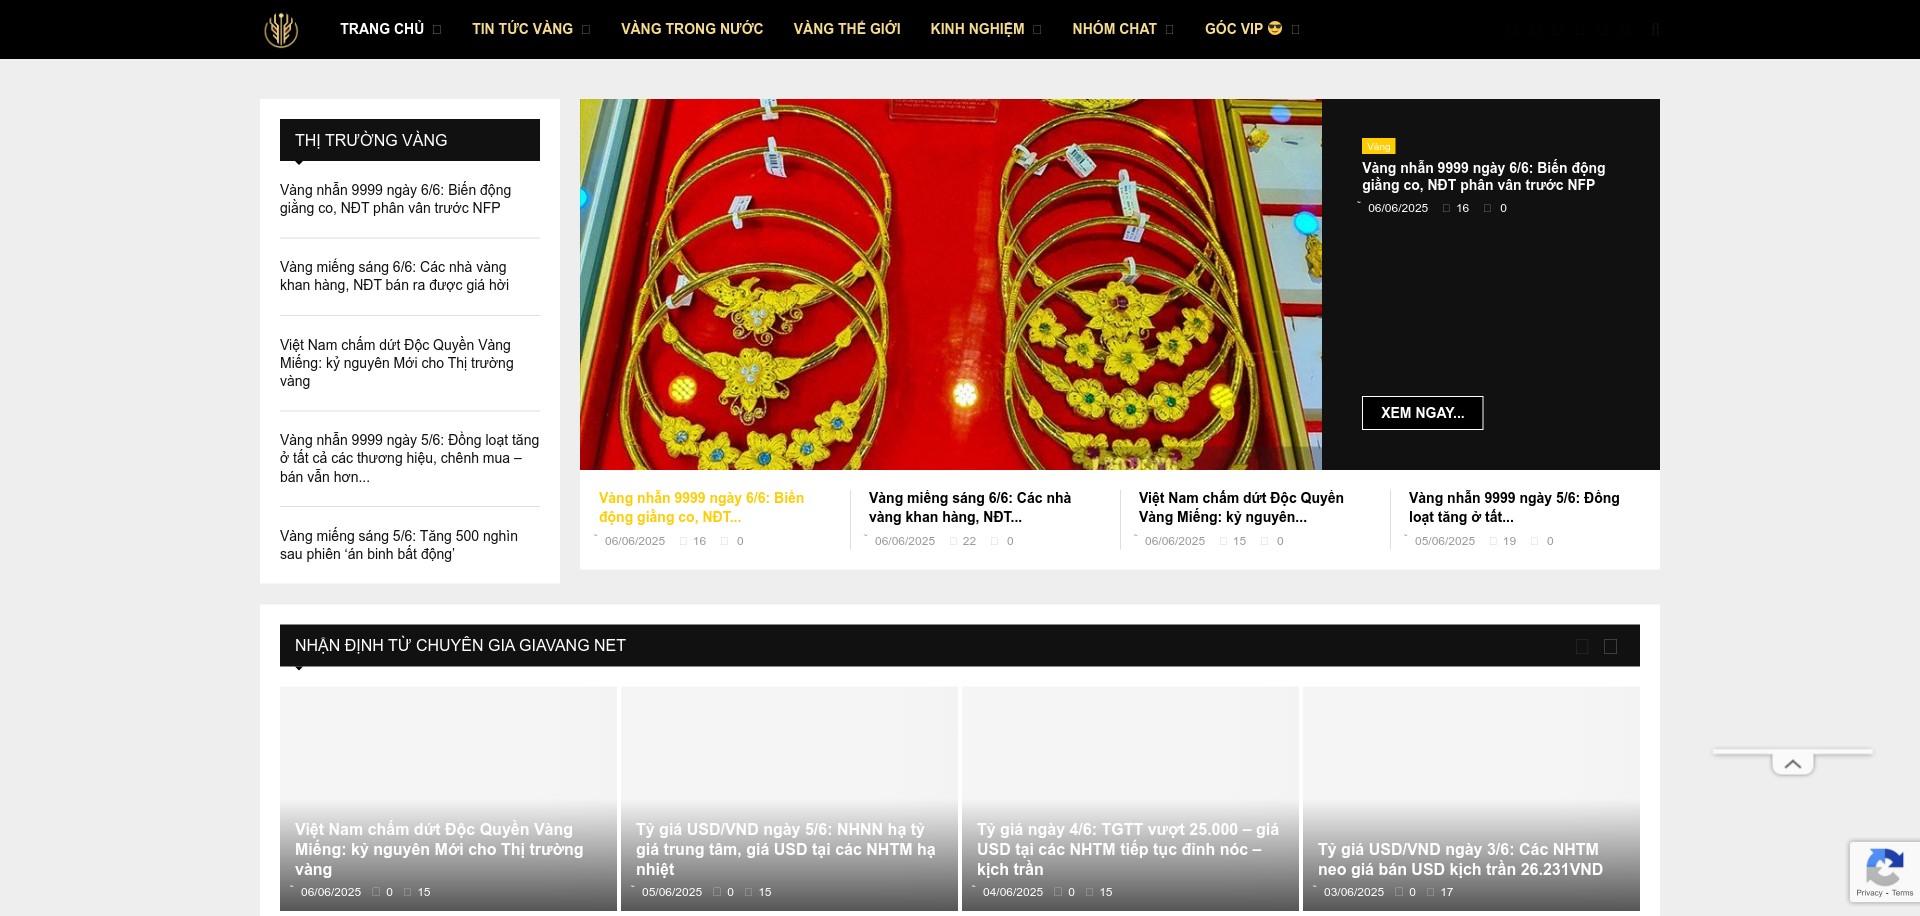 TRANG CHỦ TIN TỨC VÀNG VÀNG TRONG NƯỚC VÀNG THẾ GIỚI KINH NGHIỆM NHÓM CHAT GÓC VIP 😎
THỊ TRƯỜNG VÀNG
Vàng nhẫn 9999 ngày 6/6: Biến động
giằng co, NĐT phân vân trước NFP
Vàng miếng sáng 6/6: Các nhà vàng
khan hàng, NĐT bán ra được giá hời
Việt Nam chấm dứt Độc Quyền Vàng
Miếng: kỷ nguyên Mới cho Thị trường
vàng
Vàng nhẫn 9999 ngày 5/6: Đồng loạt tăng
ở tất cả các thương hiệu, chênh mua –
bán vẫn hơn...
Vàng miếng sáng 5/6: Tăng 500 nghìn
sau phiên ‘án binh bất động’
Vàng
Vàng nhẫn 9999 ngày 6/6: Biến động
giằng co, NĐT phân vân trước NFP
06/06/2025 16 0
XEM NGAY...
Vàng nhẫn 9999 ngày 6/6: Biến
động giằng co, NĐT...
06/06/2025 16 0
Vàng miếng sáng 6/6: Các nhà
vàng khan hàng, NĐT...
06/06/2025 22 0
Việt Nam chấm dứt Độc Quyền
Vàng Miếng: kỷ nguyên...
06/06/2025 15 0
Vàng nhẫn 9999 ngày 5/6: Đồng
loạt tăng ở tất...
05/06/2025 19 0
NHẬN ĐỊNH TỪ CHUYÊN GIA GIAVANG NET
Việt Nam chấm dứt Độc Quyền Vàng
Miếng: kỷ nguyên Mới cho Thị trường
vàng
06/06/2025 0 15
Tỷ giá USD/VND ngày 5/6: NHNN hạ tỷ
giá trung tâm, giá USD tại các NHTM hạ
nhiệt
05/06/2025 0 15
Tỷ giá ngày 4/6: TGTT vượt 25.000 – giá
USD tại các NHTM tiếp tục đỉnh nóc –
kịch trần
04/06/2025 0 15
Tỷ giá USD/VND ngày 3/6: Các NHTM
neo giá bán USD kịch trần 26.231VND
03/06/2025 0 17
Privacy - Terms